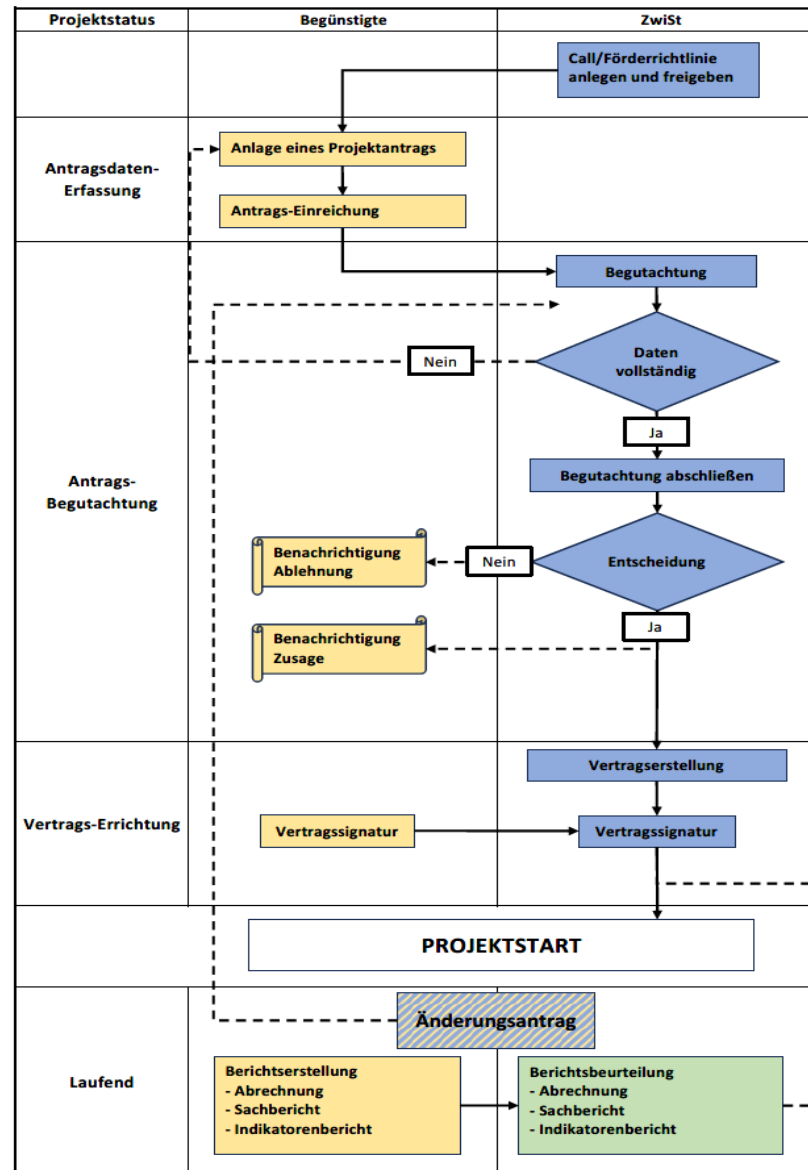 Projektstatus
Begünstigte
ZwiSt
Call/Förderrichtlinie
anlegen und freigeben
Antragsdaten-
Erfassung
Anlage eines Projektantrags
Antrags-Einreichung
Antrags-
Begutachtung
Begutachtung
Daten
vollständig
Nein
Ja
Begutachtung abschließen
Entscheidung
Nein
Benachrichtigung
Ablehnung
Ja
Benachrichtigung
Zusage
Vertrags-Errichtung
Vertragserstellung
Vertragssignatur
Vertragssignatur
PROJEKTSTART
Laufend
Änderungsantrag
Berichtserstellung
- Abrechnung
- Sachbericht
- Indikatorenbericht
Berichtsbeurteilung
- Abrechnung
- Sachbericht
- Indikatorenbericht